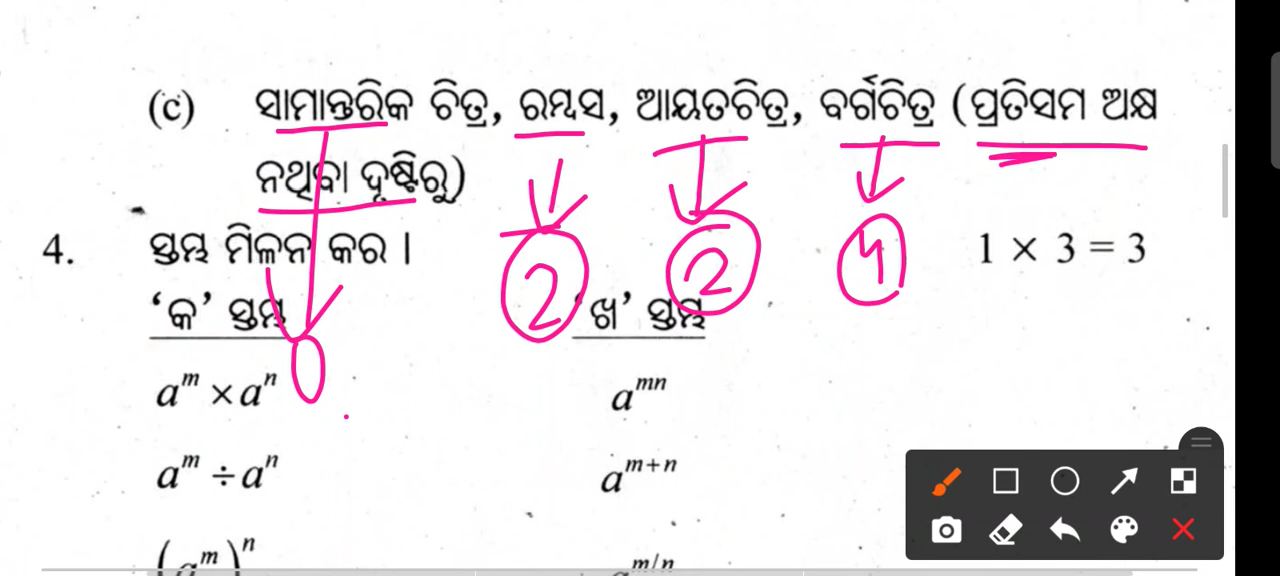 (c) ସାମାନ୍ତରିକ ଚିତ୍ର, ରମ୍ବସ, ଆୟତଚିତ୍ର, ବର୍ଗଚିତ୍ର (ପ୍ରତିସମ ଅକ୍ଷ
ନଥିବା ଦୃଷ୍ଟିରୁ)
4. ସ୍ତମ୍ଭ ମିଳନ କର । 1 × 3 = 3
2 2 4
‘କ’ ସ୍ତମ୍ଭ ‘ଖ’ ସ୍ତମ୍ଭ
0
a^m × a^n a^{mn}
a^m ÷ a^n a^{m+n}
(a^m)^n a^{m/n}